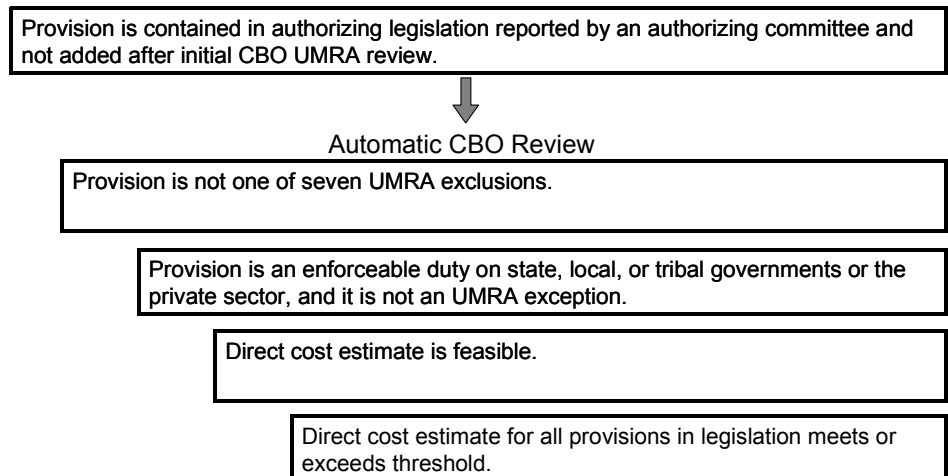 Provision is contained in authorizing legislation reported by an authorizing committee and
not added after initial CBO UMRA review.
Automatic CBO Review
Provision is not one of seven UMRA exclusions.
Provision is an enforceable duty on state, local, or tribal governments or the
private sector, and it is not an UMRA exception.
Direct cost estimate is feasible.
Direct cost estimate for all provisions in legislation meets or
exceeds threshold.